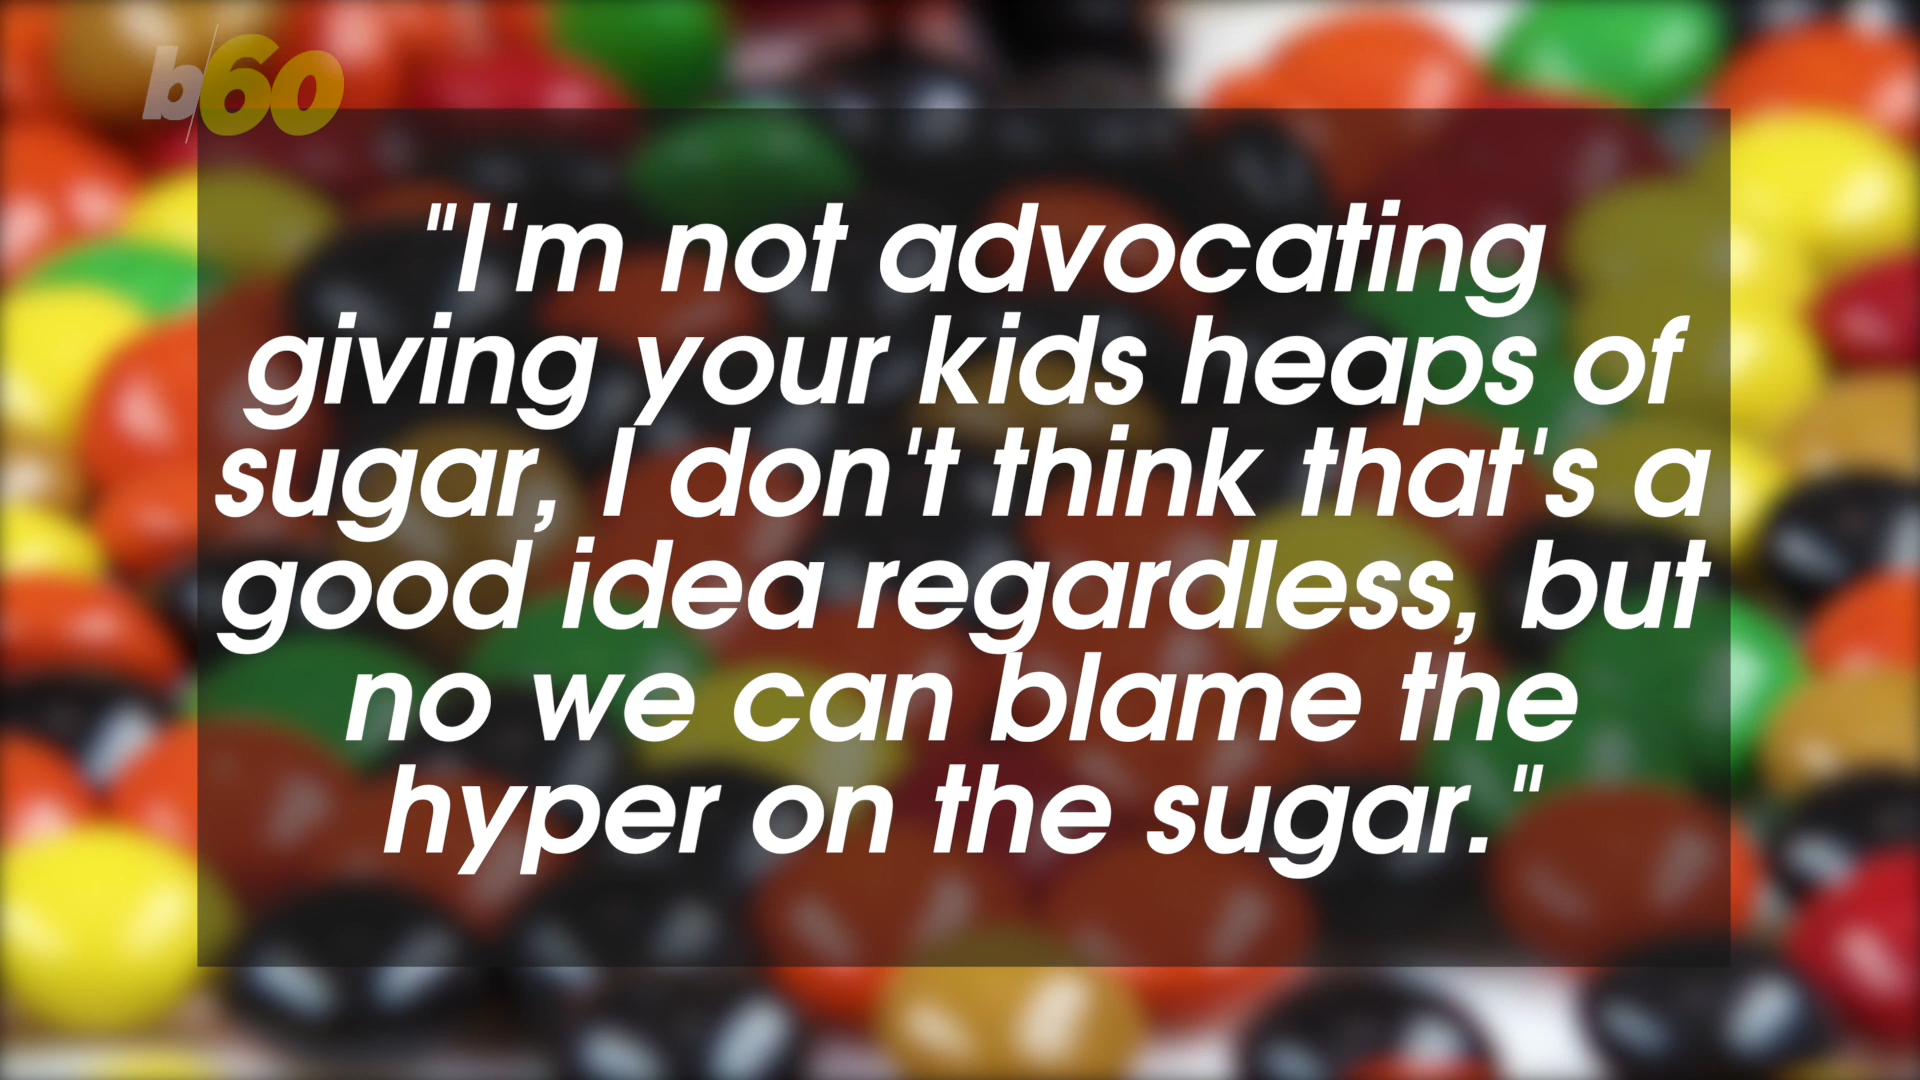 b/60
"I'm not advocating
giving your kids heaps of
sugar, I don't think that's a
good idea regardless, but
no we can blame the
hyper on the sugar."